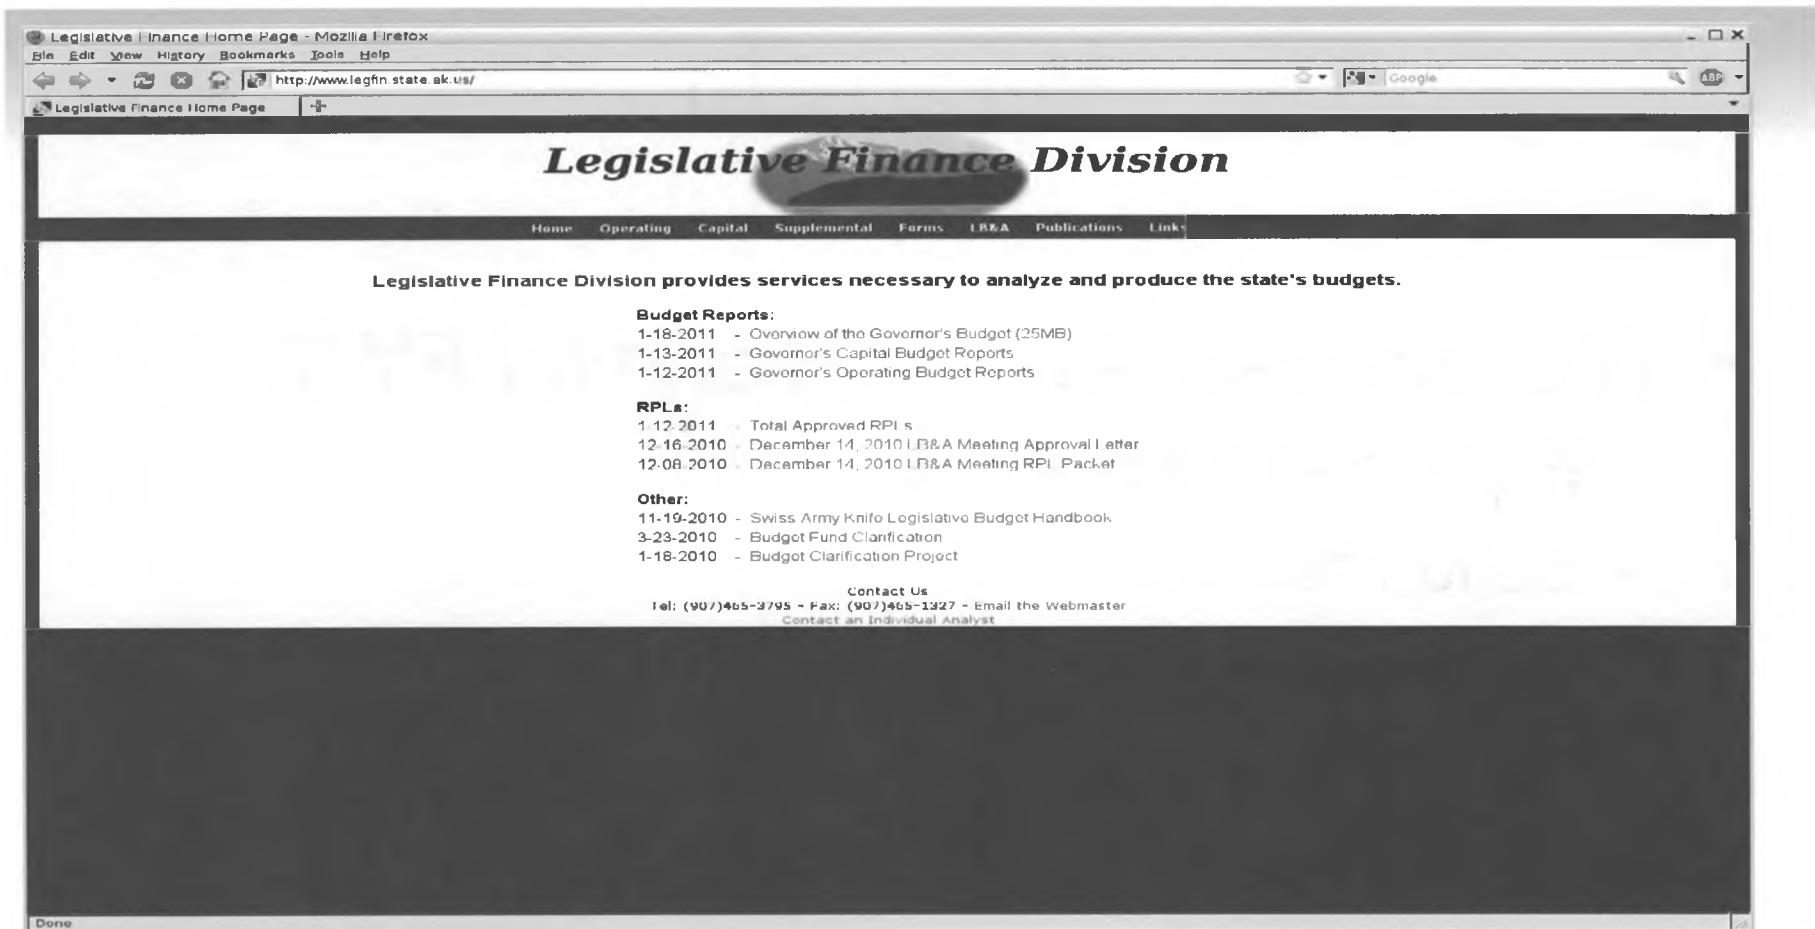 Legislative Finance Home Page - Mozilla Firefox
File Edit View History Bookmarks Tools Help
http://www.legfin.state.ak.us/ Google ABP
Legislative Finance Home Page
Legislative Finance Division
Home Operating Capital Supplemental Forms LB&A Publications Links
Legislative Finance Division provides services necessary to analyze and produce the state's budgets.
Budget Reports:
1-18-2011 - Overview of the Governor's Budget (25MB)
1-13-2011 - Governor's Capital Budget Reports
1-12-2011 - Governor's Operating Budget Reports
RPLs:
1-12-2011 - Total Approved RPLs
12-16-2010 - December 14, 2010 LB&A Meeting Approval Letter
12-08-2010 - December 14, 2010 LB&A Meeting RPL Packet
Other:
11-19-2010 - Swiss Army Knife Legislative Budget Handbook
3-23-2010 - Budget Fund Clarification
1-18-2010 - Budget Clarification Project
Contact Us
Tel: (907)465-3795 - Fax: (907)465-1327 - Email the Webmaster
Contact an Individual Analyst
Done